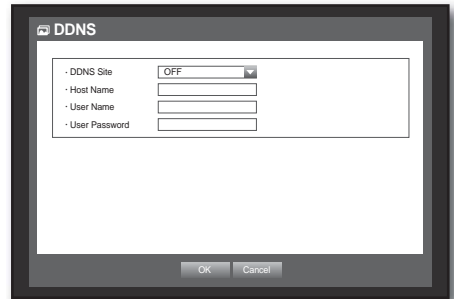 DDNS
· DDNS Site OFF
· Host Name
· User Name
· User Password
OK Cancel